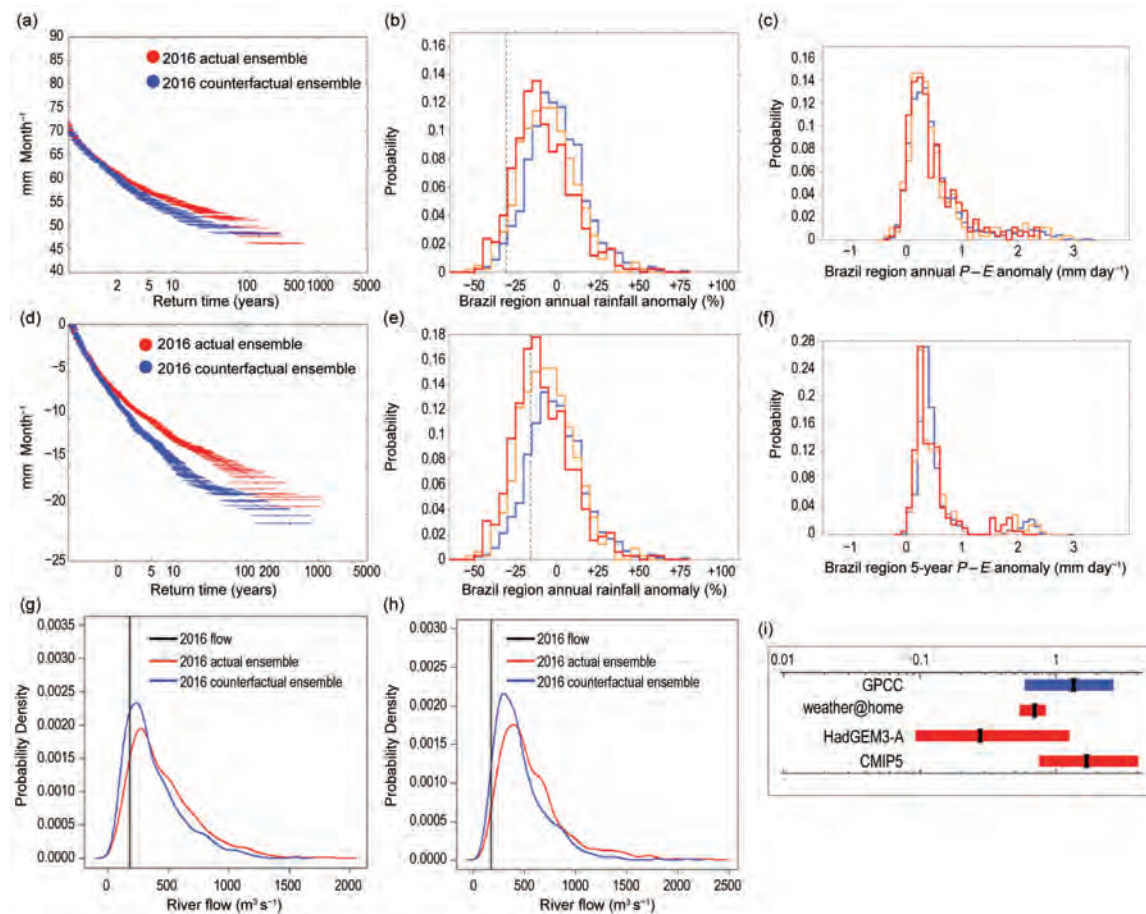 (a)
90
85
80
75
70
65
60
55
50
45
40
mm Month⁻¹
2016 actual ensemble
2016 counterfactual ensemble
2 5 10 100 200 500 1000 5000
Return time (years)
(b)
0.16
0.14
0.12
0.10
0.08
0.06
0.04
0.02
0
Probability
−50 −25 0 +25 +50 +75 +100
Brazil region annual rainfall anomaly (%)
(c)
0.16
0.14
0.12
0.10
0.08
0.06
0.04
0.02
0
Probability
−1 0 1 2 3
Brazil region annual P – E anomaly (mm day⁻¹)
(d)
0
−5
−10
−15
−20
−25
mm Month⁻¹
2016 actual ensemble
2016 counterfactual ensemble
0 5 10 100 200 1000 5000
Return time (years)
(e)
0.18
0.16
0.14
0.12
0.10
0.08
0.06
0.04
0.02
0
Probability
−50 −25 0 +25 +50 +75 +100
Brazil region annual rainfall anomaly (%)
(f)
0.28
0.24
0.20
0.16
0.12
0.08
0.04
0
Probability
−1 0 1 2 3
Brazil region 5-year P – E anomaly (mm day⁻¹)
(g)
0.0035
0.0030
0.0025
0.0020
0.0015
0.0010
0.0005
0.0000
Probability Density
2016 flow
2016 actual ensemble
2016 counterfactual ensemble
0 500 1000 1500 2000
River flow (m³ s⁻¹)
(h)
0.0030
0.0025
0.0020
0.0015
0.0010
0.0005
0.0000
Probability Density
2016 flow
2016 actual ensemble
2016 counterfactual ensemble
0 500 1000 1500 2000 2500
River flow (m³ s⁻¹)
(i)
0.01 0.1 1
GPCC
weather@home
HadGEM3-A
CMIP5